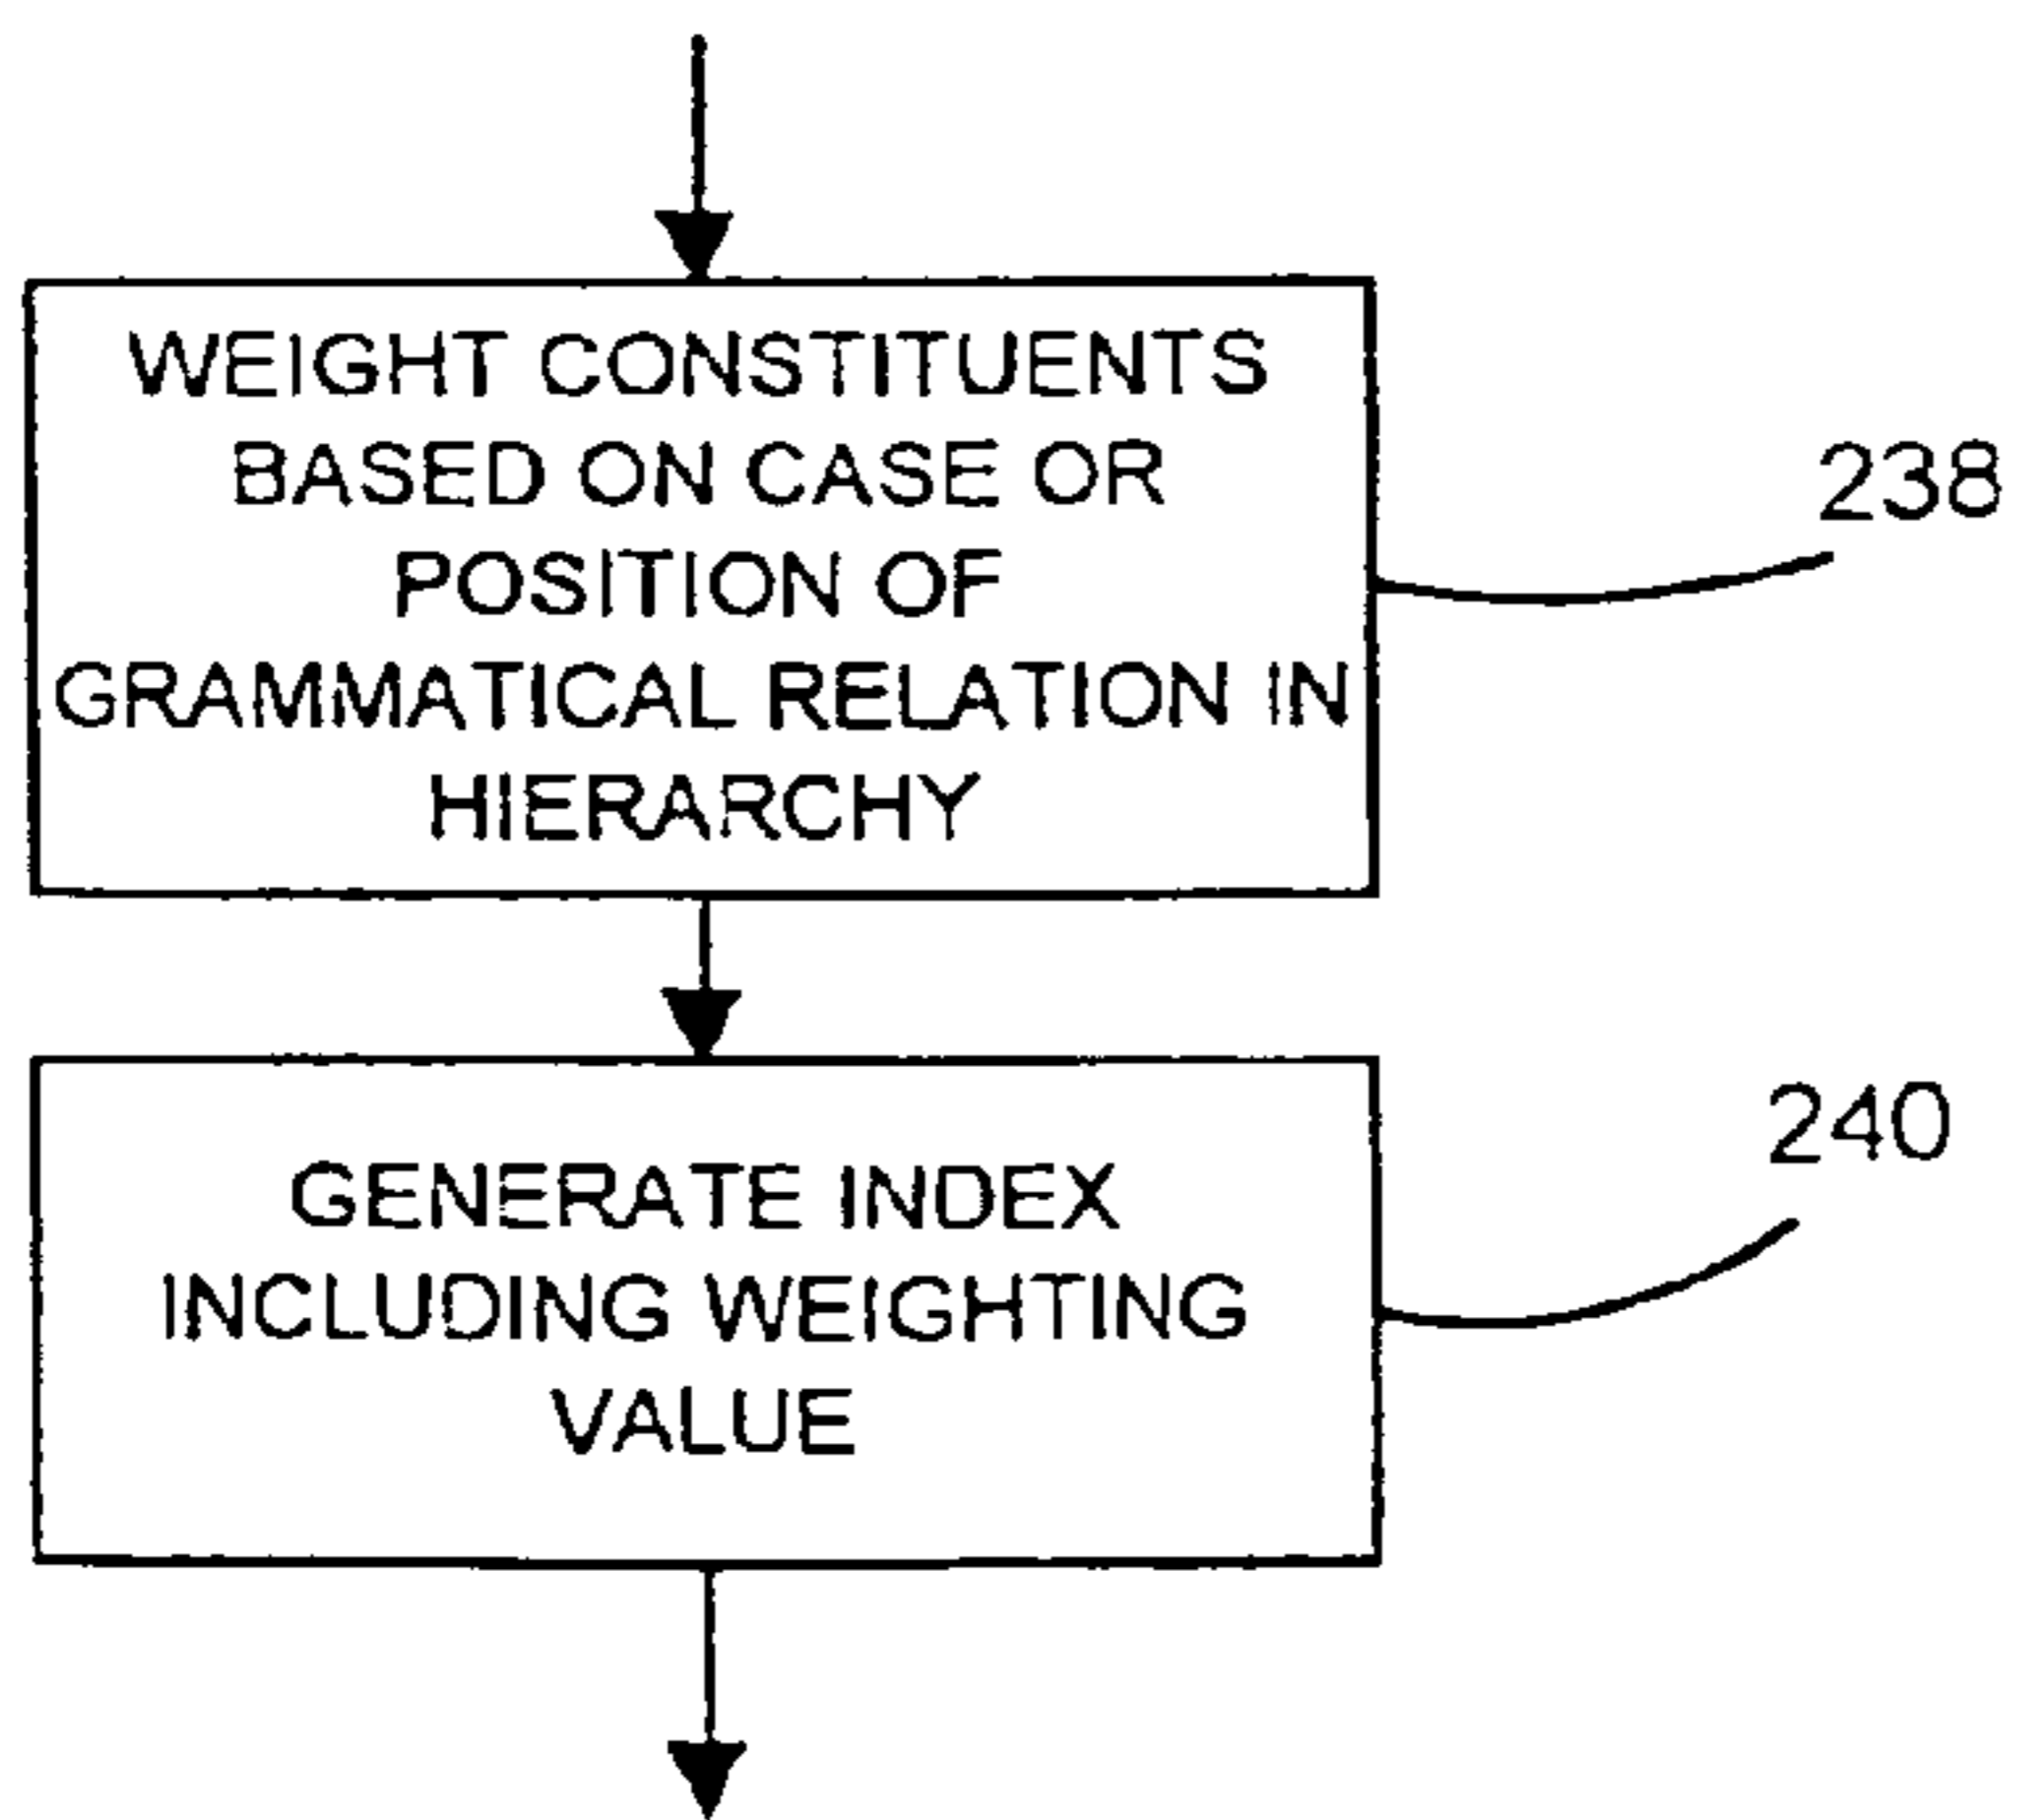 WEIGHT CONSTITUENTS
BASED ON CASE OR
POSITION OF
GRAMMATICAL RELATION IN
HIERARCHY
238
GENERATE INDEX
INCLUDING WEIGHTING
VALUE
240